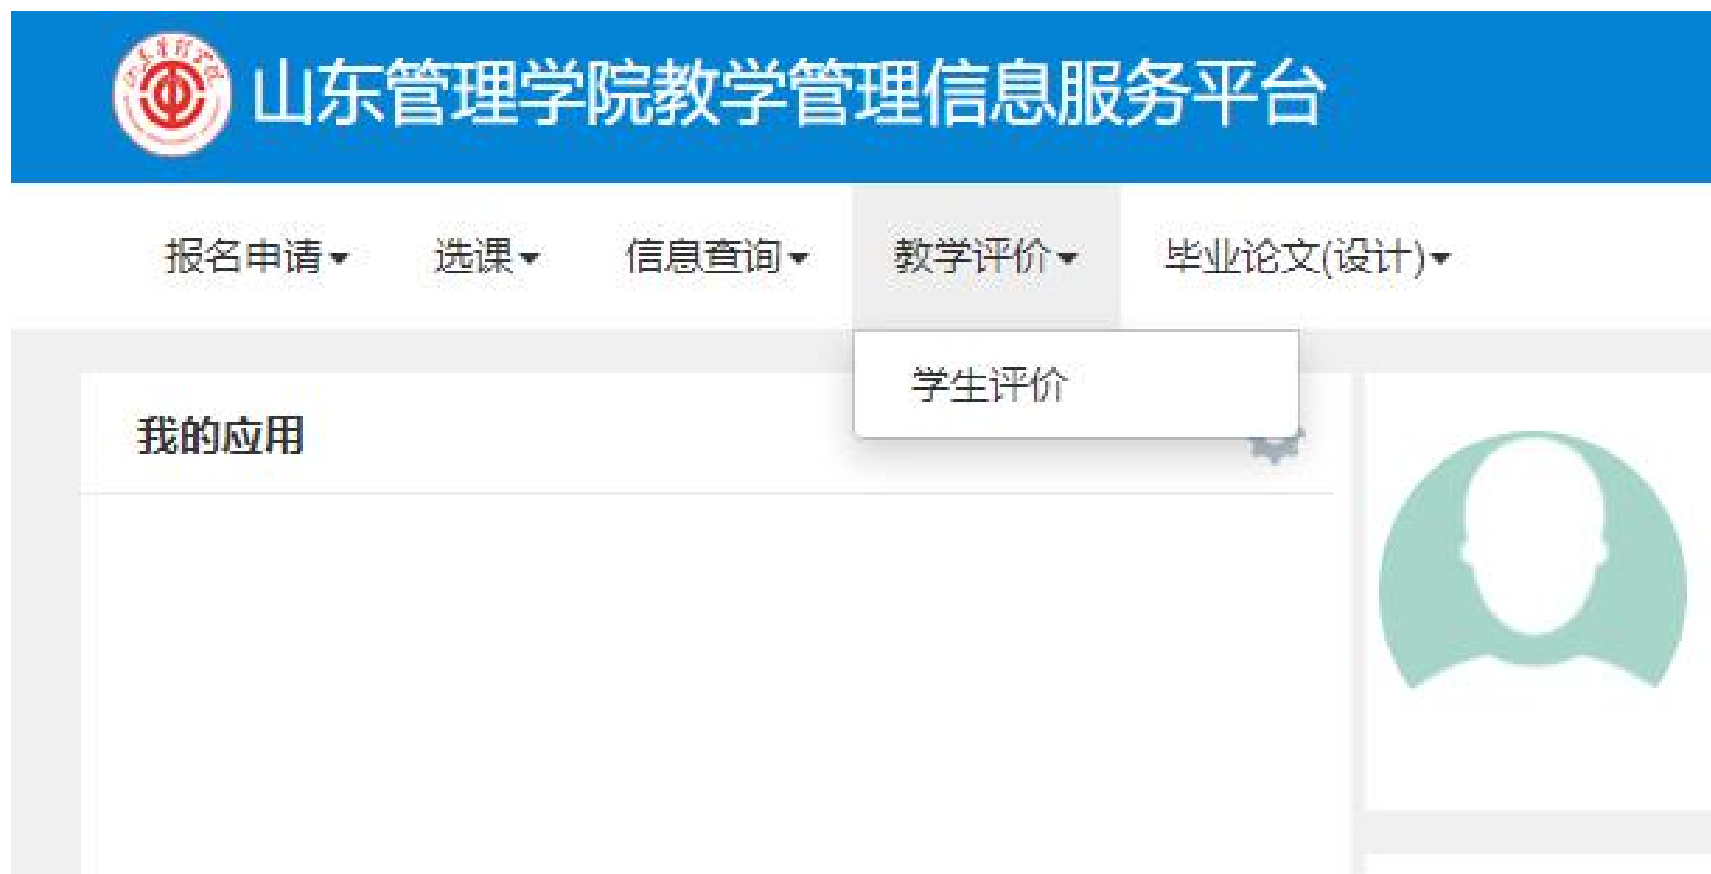 山东管理学院教学管理信息服务平台
报名申请 选课 信息查询 教学评价 毕业论文(设计)
学生评价
我的应用